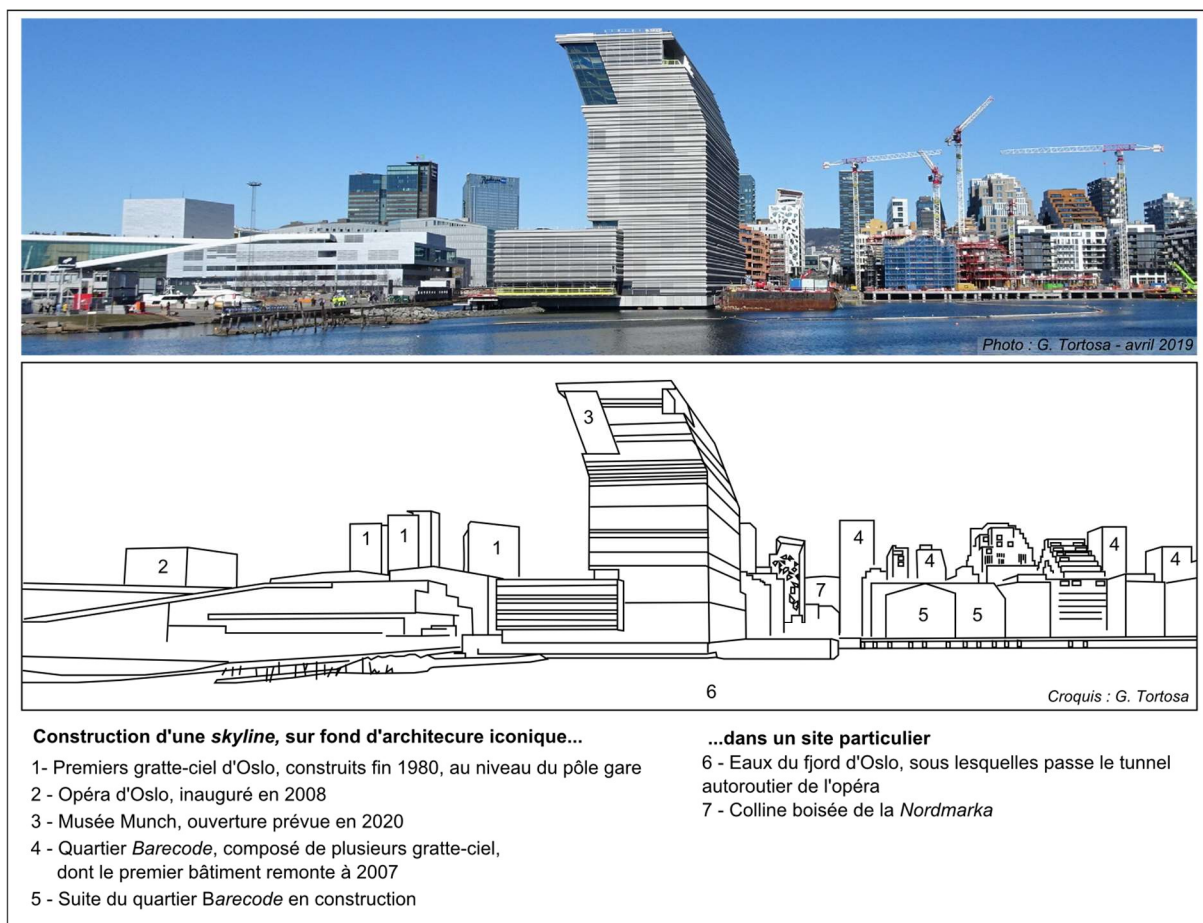 Photo : G. Tortosa - avril 2019
3
1
1
1
2
4
4
4
4
7
5
5
6
Croquis : G. Tortosa
Construction d'une skyline, sur fond d'architecure iconique...
1- Premiers gratte-ciel d'Oslo, construits fin 1980, au niveau du pôle gare
2 - Opéra d'Oslo, inauguré en 2008
3 - Musée Munch, ouverture prévue en 2020
4 - Quartier Barecode, composé de plusieurs gratte-ciel,
dont le premier bâtiment remonte à 2007
5 - Suite du quartier Barecode en construction
...dans un site particulier
6 - Eaux du fjord d'Oslo, sous lesquelles passe le tunnel
autoroutier de l'opéra
7 - Colline boisée de la Nordmarka